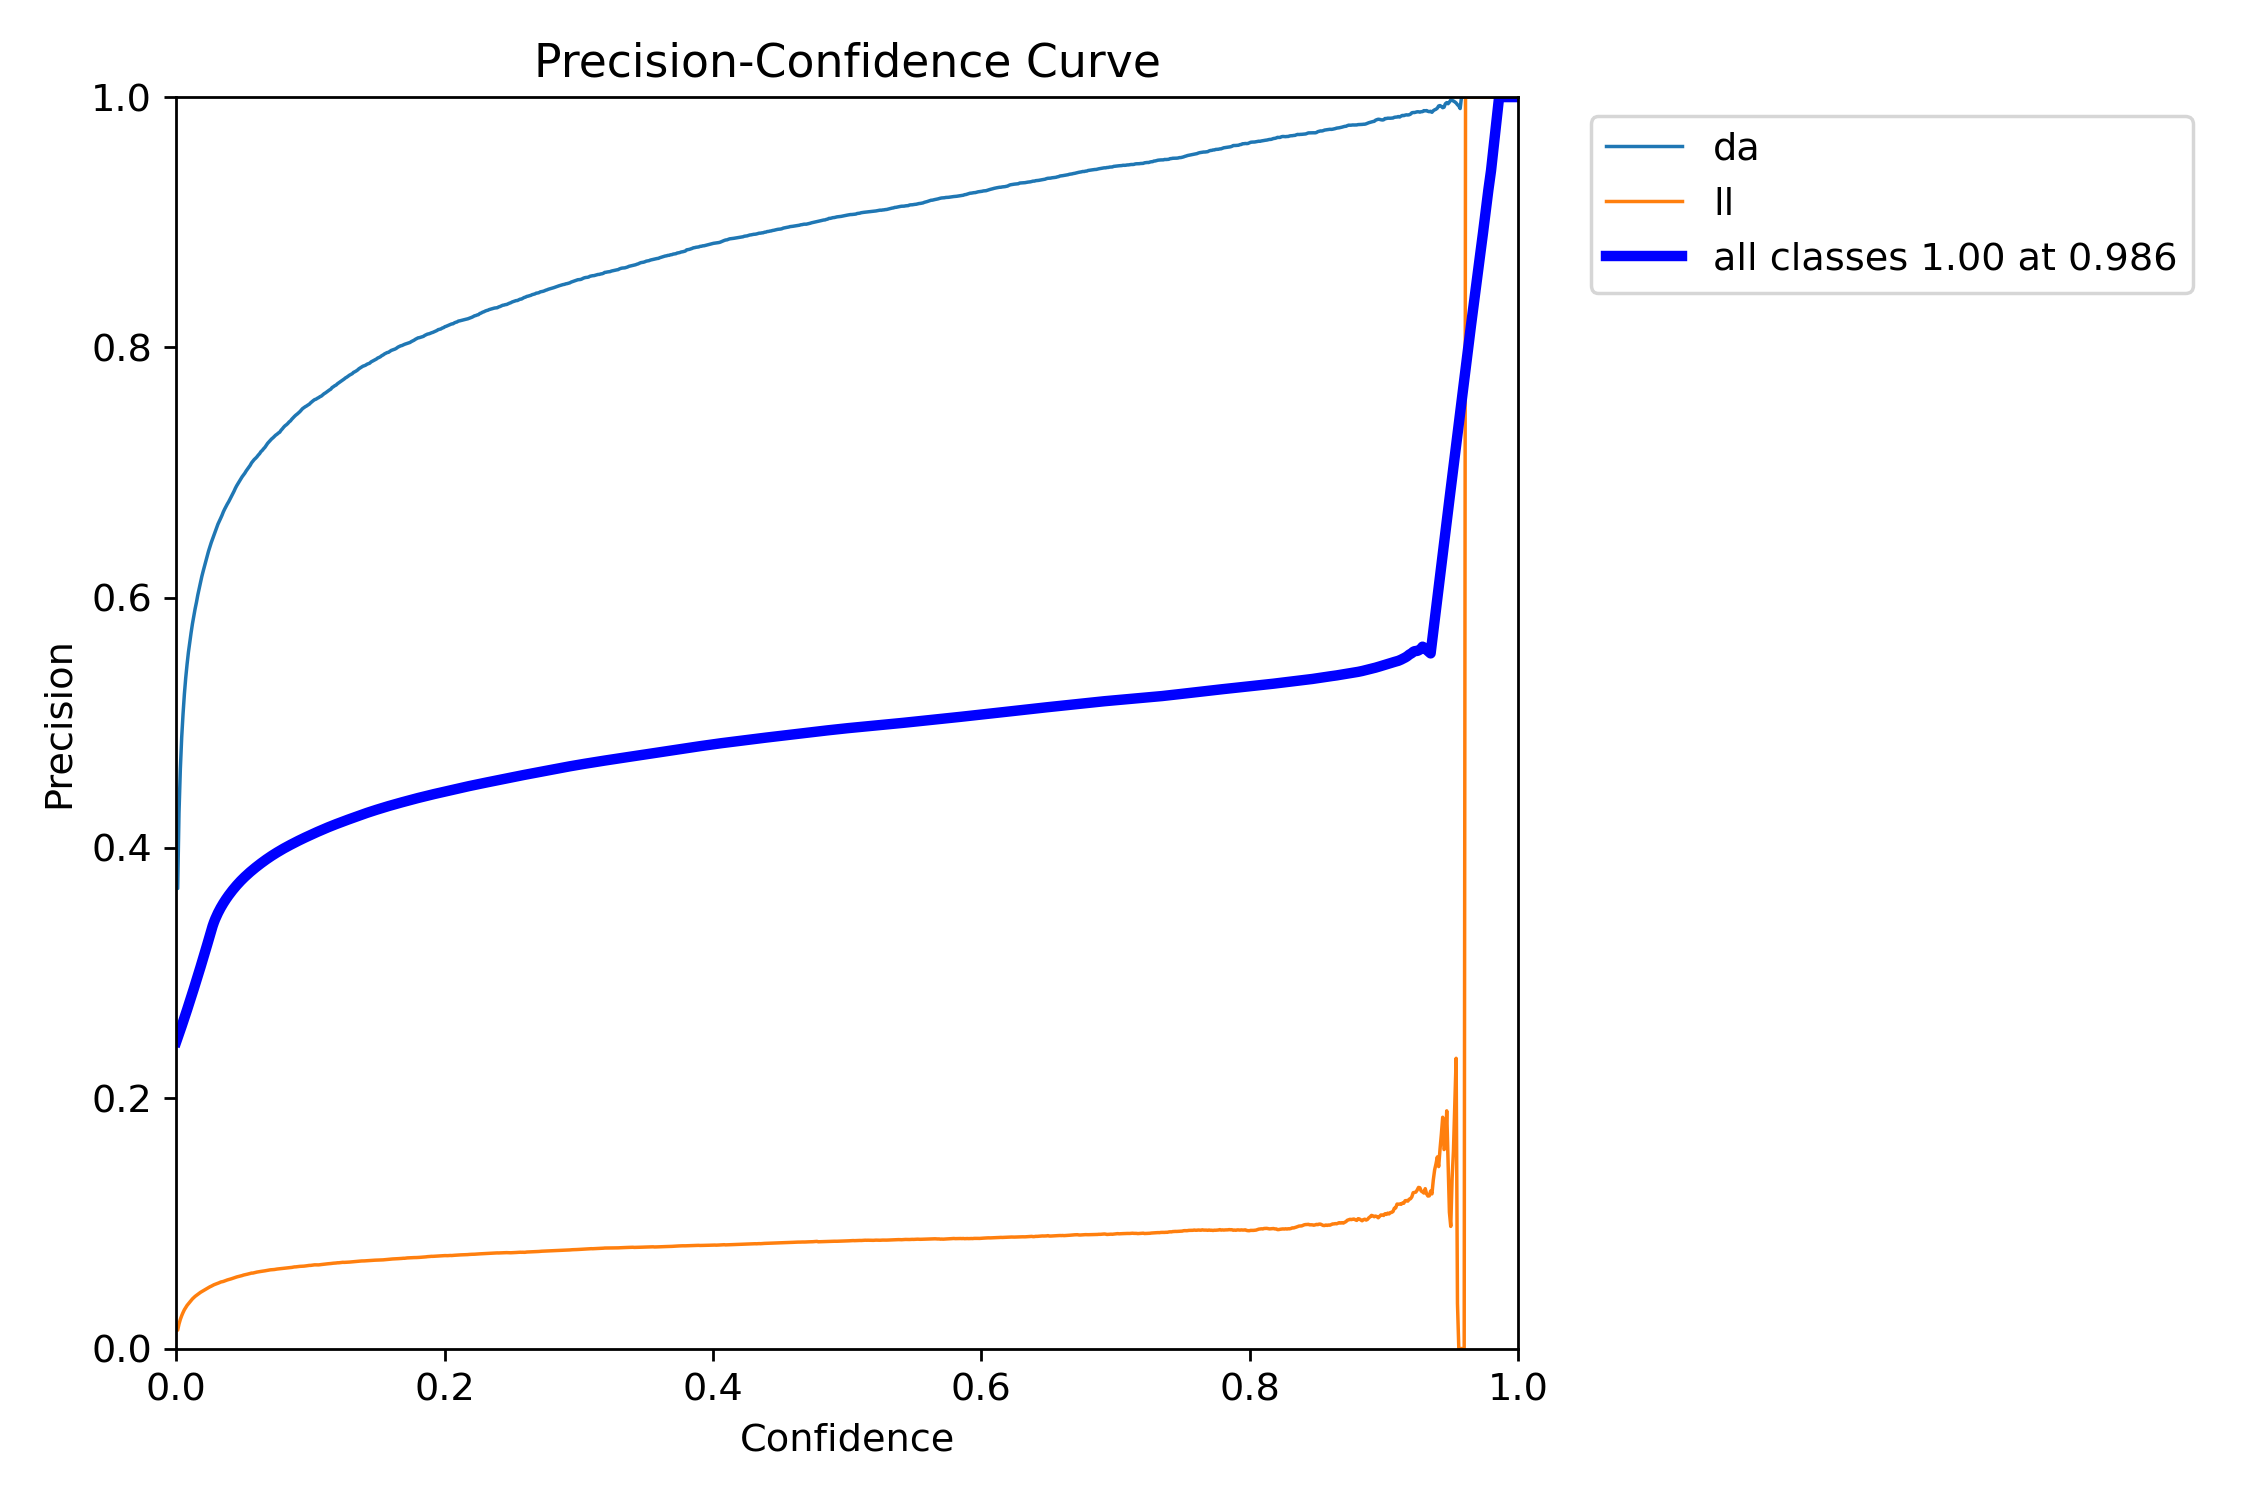 Precision-Confidence Curve
1.0
0.8
0.6
0.4
0.2
0.0
Precision
0.0 0.2 0.4 0.6 0.8 1.0
Confidence
da
ll
all classes 1.00 at 0.986